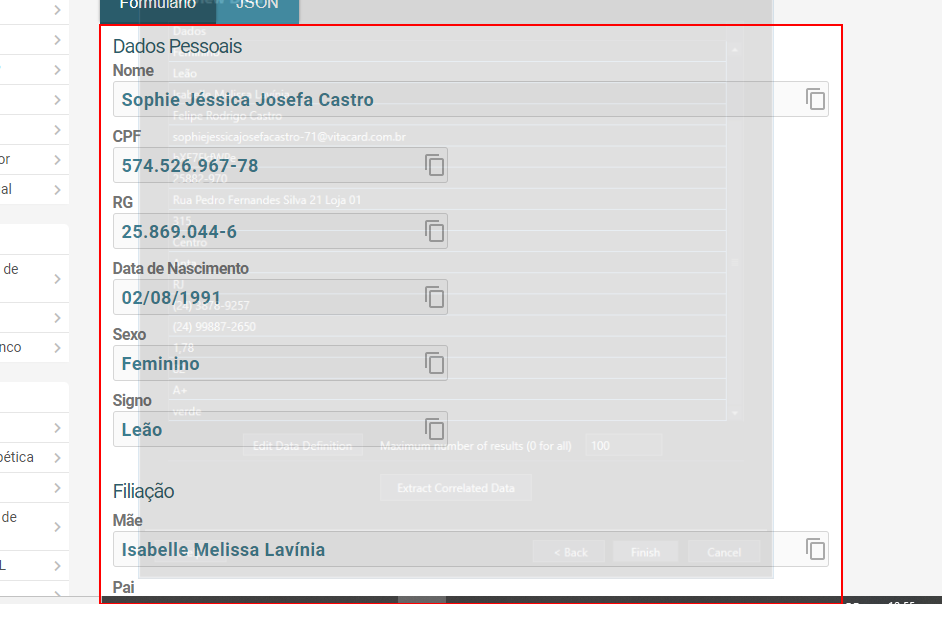 Formulário
JSON
Dados Pessoais
Nome
Sophie Jéssica Josefa Castro
CPF
574.526.967-78
RG
25.869.044-6
Data de Nascimento
02/08/1991
Sexo
Feminino
Signo
Leão
Filiação
Mãe
Isabelle Melissa Lavínia
Pai
or
al
de
nco
ética
de
L
Dados
Leão
Felipe Rodrigo Castro
sophiejessicajosefacastro-71@vitacard.com.br
Rua Pedro Fernandes Silva 21 Loja 01
315
Centro
RJ
(24) 99887-2650
1,78
A+
verde
Edit Data Definition
Maximum number of results (0 for all)
100
Extract Correlated Data
< Back
Finish
Cancel